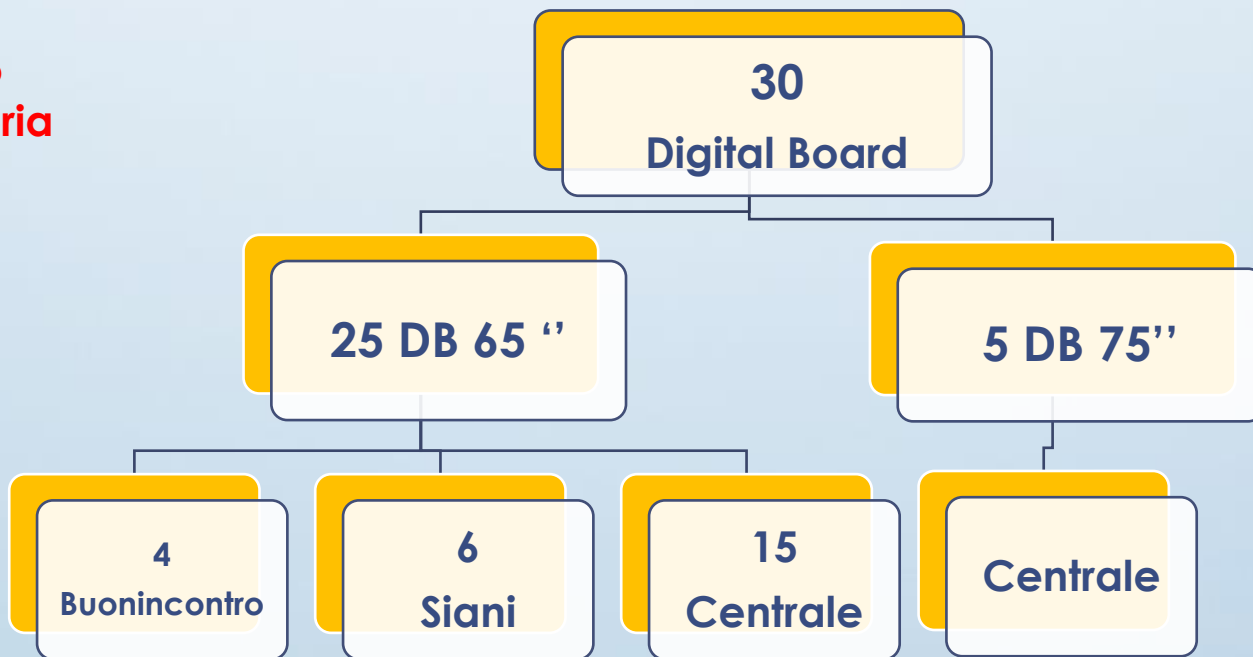 ria
30
Digital Board
25 DB 65 ‘’
5 DB 75’’
4
Buonincontro
6
Siani
15
Centrale
Centrale